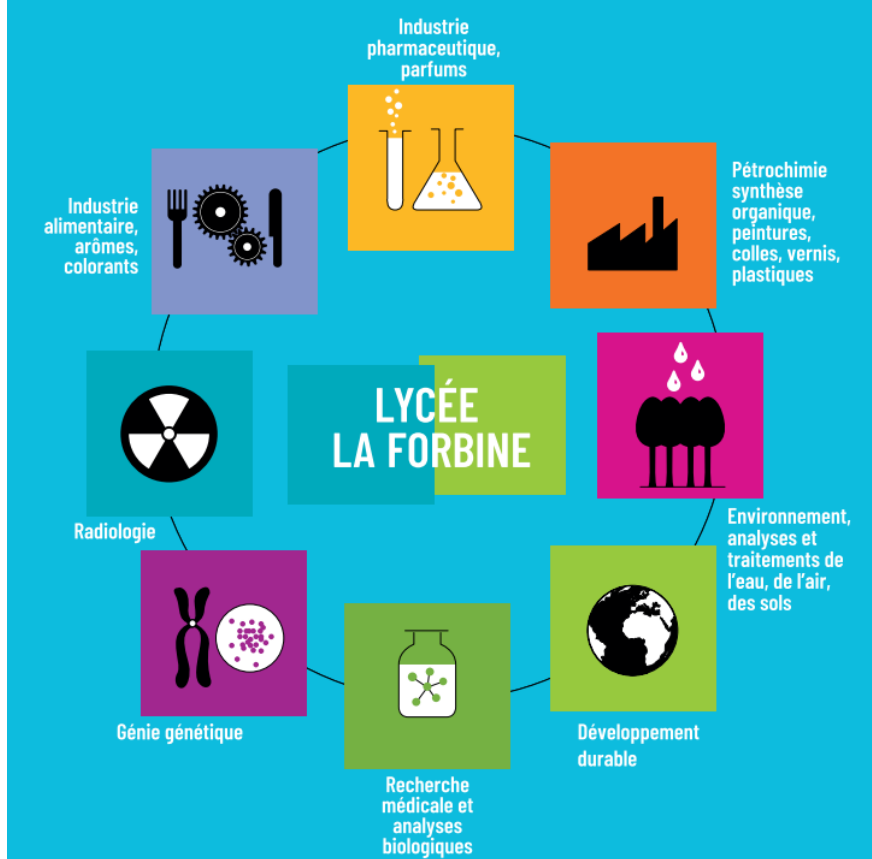 Industrie
pharmaceutique,
parfums
Industrie
alimentaire,
arômes,
colorants
Pétrochimie
synthèse
organique,
peintures,
colles, vernis,
plastiques
LYCÉE
LA FORBINE
Radiologie
Environnement,
analyses et
traitements de
l'eau, de l'air,
des sols
Génie génétique
Développement
durable
Recherche
médicale et
analyses
biologiques